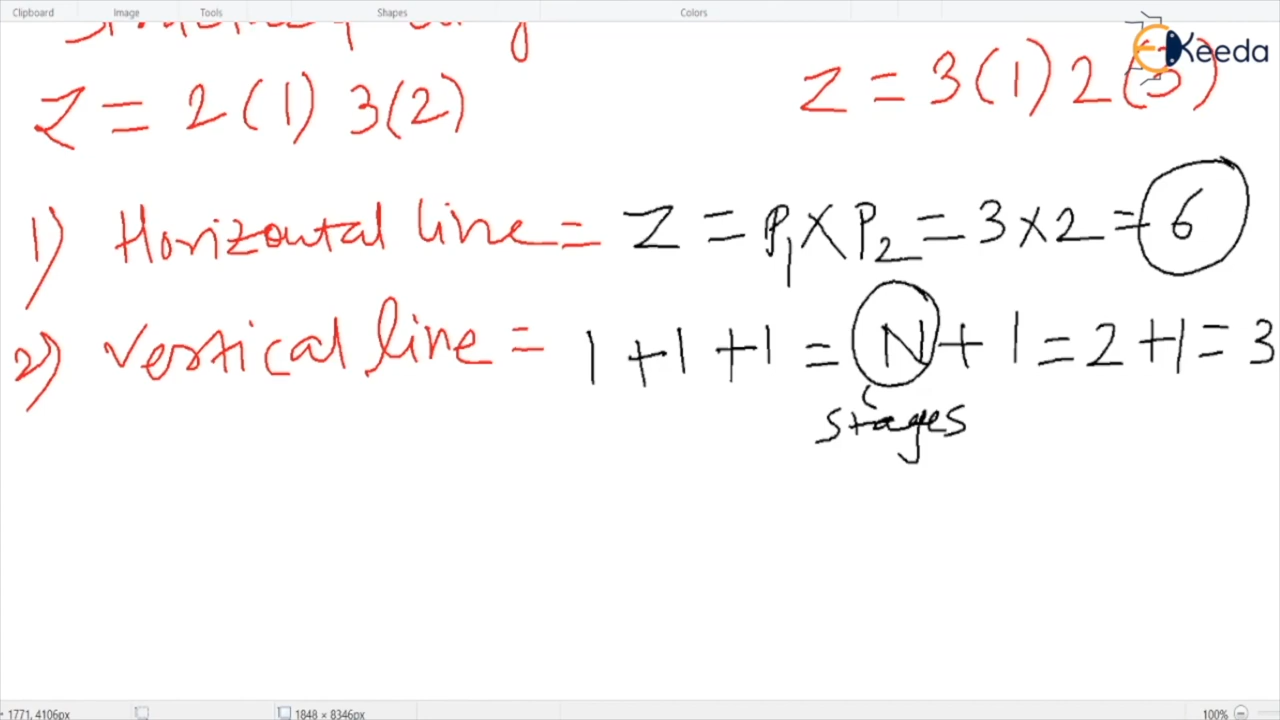 Clipboard Image Tools Shapes Colors
Keeda
Z = 2(1) 3(2)
Z = 3(1) 2(3)
1) Horizontal line = Z = P1 X P2 = 3 x 2 = 6
2) Vertical line = 1 + 1 + 1 = N + 1 = 2 + 1 = 3
stages
1771, 4106px 1848 × 8346px 100%